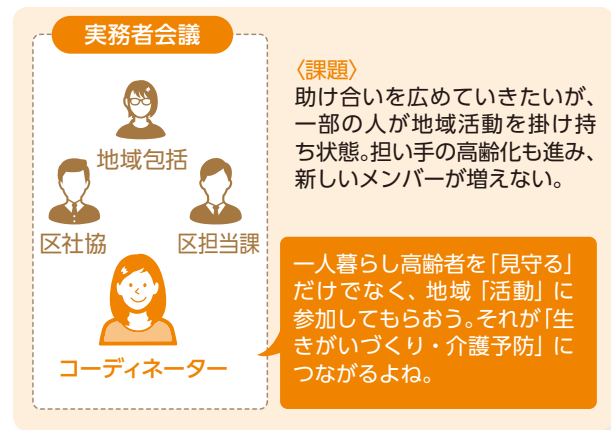 実務者会議
地域包括
区社協
区担当課
コーディネーター
〈課題〉
助け合いを広めていきたいが、
一部の人が地域活動を掛け持
ち状態。担い手の高齢化も進み、
新しいメンバーが増えない。
一人暮らし高齢者を「見守る」
だけでなく、地域「活動」に
参加してもらおう。それが「生
きがいづくり・介護予防」に
つながるよね。